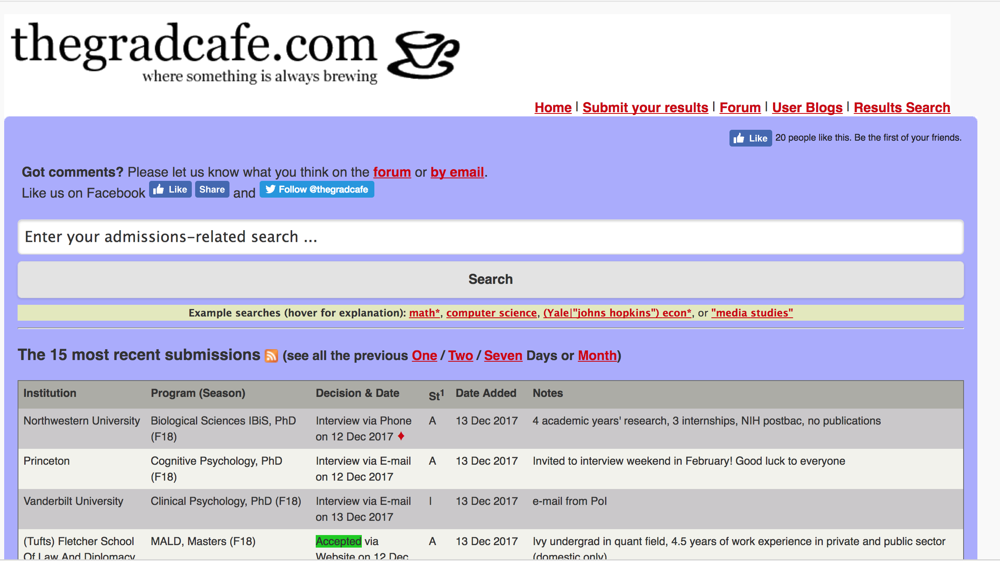 thegradcafe.com
where something is always brewing
Home | Submit your results | Forum | User Blogs | Results Search
Like 20 people like this. Be the first of your friends.
Got comments? Please let us know what you think on the forum or by email.
Like us on Facebook Like Share and Follow @thegradcafe
Enter your admissions-related search ...
Search
Example searches (hover for explanation): math*, computer science, (Yale|"johns hopkins") econ*, or "media studies"
The 15 most recent submissions (see all the previous One / Two / Seven Days or Month)
Institution Program (Season) Decision & Date St1 Date Added Notes
Northwestern University Biological Sciences IBiS, PhD Interview via Phone A 13 Dec 2017 4 academic years' research, 3 internships, NIH postbac, no publications
(F18) on 12 Dec 2017 ♦
Princeton Cognitive Psychology, PhD Interview via E-mail A 13 Dec 2017 Invited to interview weekend in February! Good luck to everyone
(F18) on 12 Dec 2017
Vanderbilt University Clinical Psychology, PhD (F18) Interview via E-mail I 13 Dec 2017 e-mail from PoI
on 13 Dec 2017
(Tufts) Fletcher School MALD, Masters (F18) Accepted via A 13 Dec 2017 Ivy undergrad in quant field, 4.5 years of work experience in private and public sector
Of Law And Diplomacy Website on 12 Dec (domestic only)